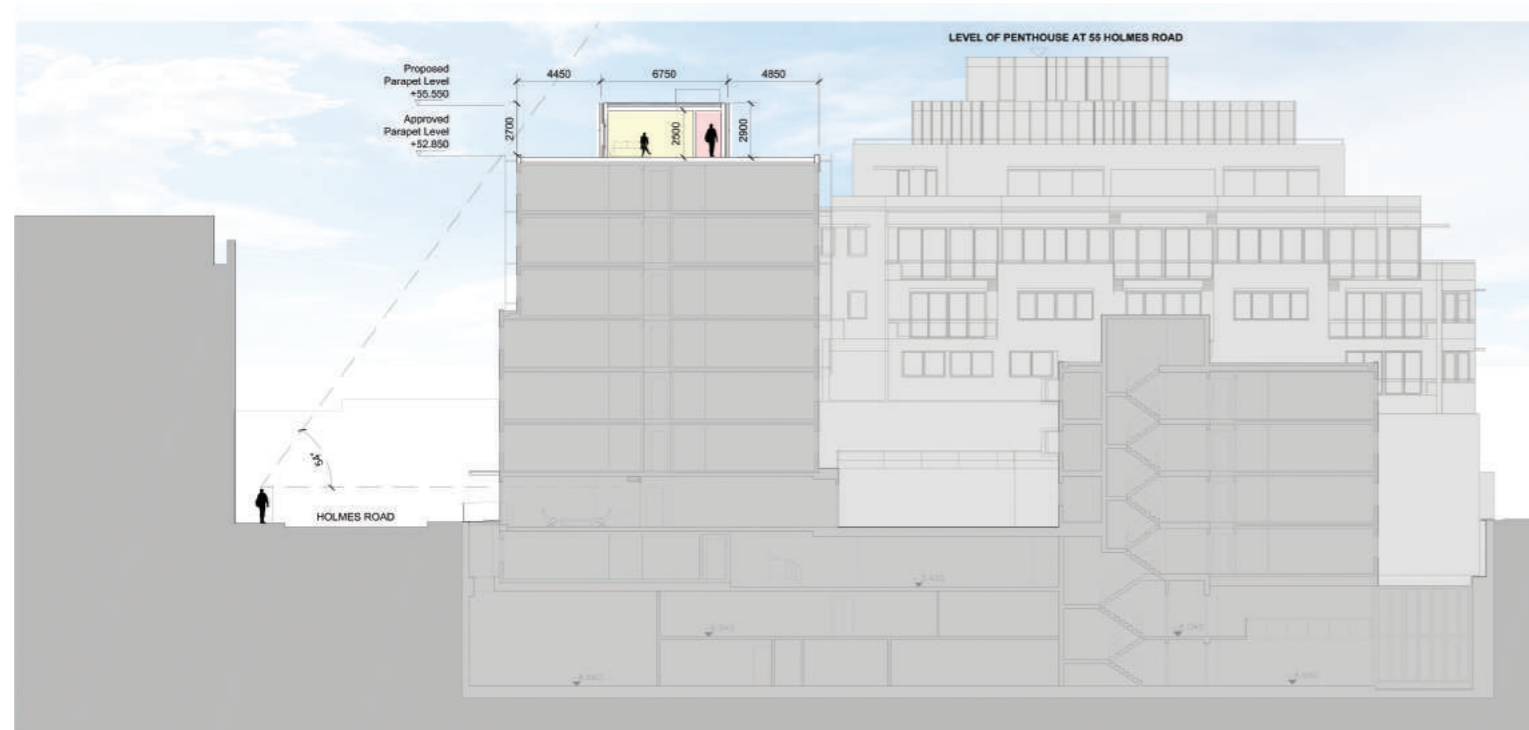 LEVEL OF PENTHOUSE AT 55 HOLMES ROAD
Proposed
Parapet Level
+55.550
Approved
Parapet Level
+52.850
4450
6750
4850
2700
2500
2900
54°
HOLMES ROAD